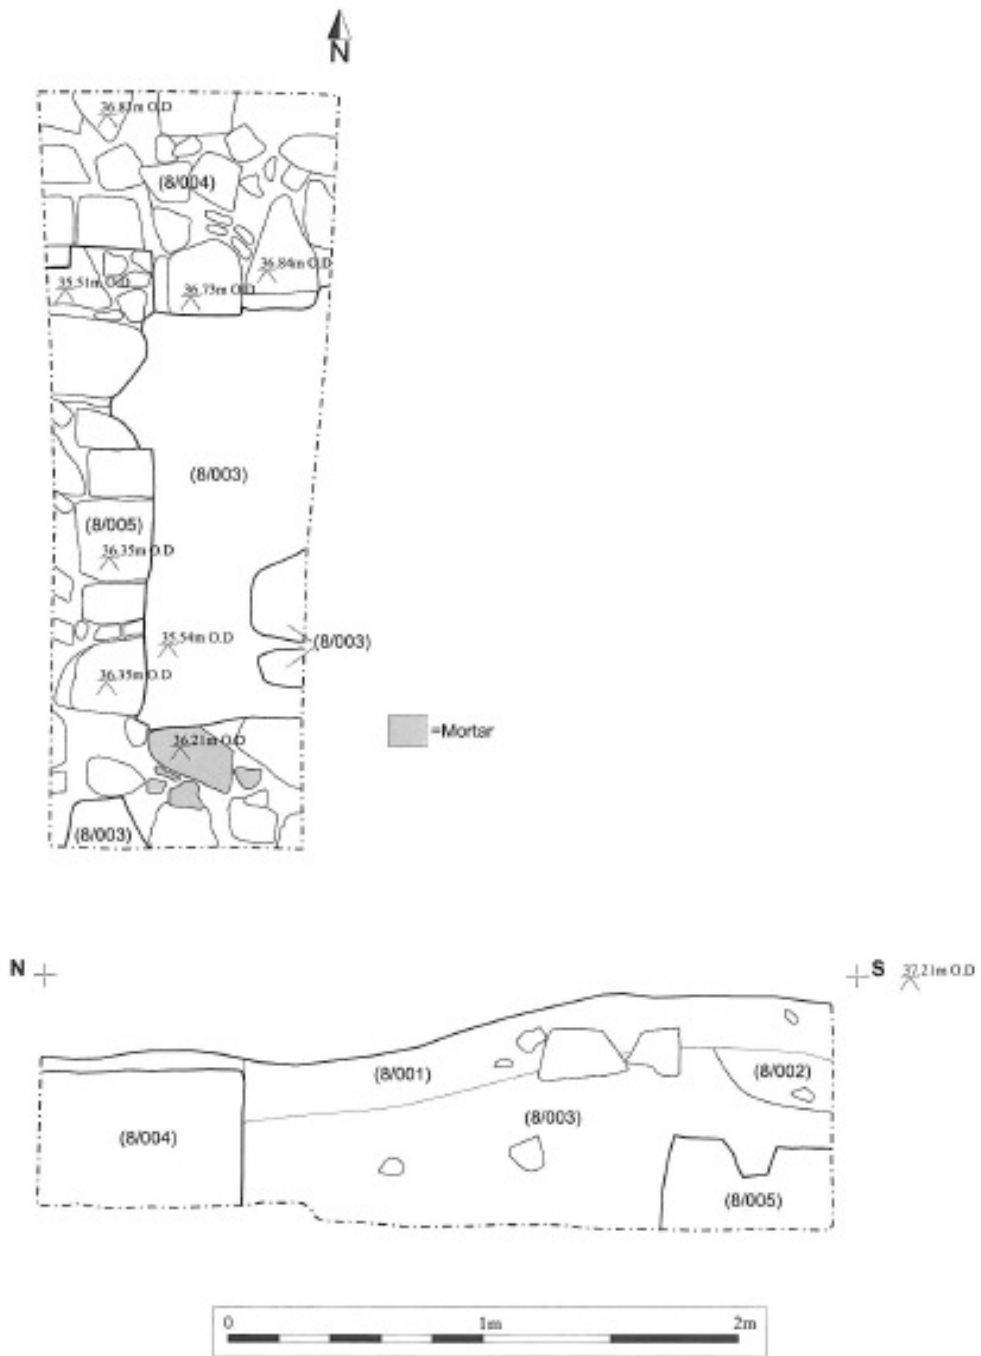 N
36.81m O.D
(8/004)
36.84m O.D
35.51m O.D
36.73m O.D
(8/003)
(8/005)
36.35m O.D
35.54m O.D
(8/003)
36.35m O.D
=Mortar
36.21m O.D
(8/003)
N
S
37.21m O.D
(8/001)
(8/002)
(8/003)
(8/004)
(8/005)
0
1m
2m